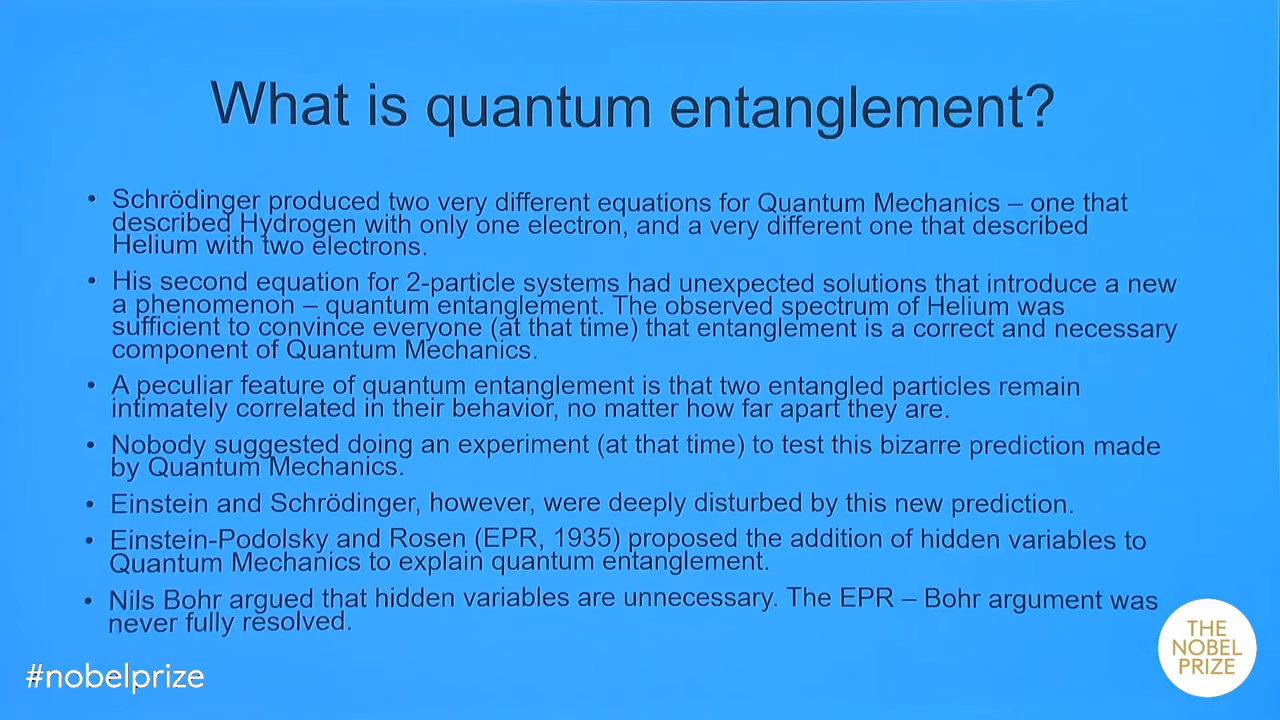 What is quantum entanglement?
• Schrödinger produced two very different equations for Quantum Mechanics – one that
described Hydrogen with only one electron, and a very different one that described
Helium with two electrons.
• His second equation for 2-particle systems had unexpected solutions that introduce a new
a phenomenon – quantum entanglement. The observed spectrum of Helium was
sufficient to convince everyone (at that time) that entanglement is a correct and necessary
component of Quantum Mechanics.
• A peculiar feature of quantum entanglement is that two entangled particles remain
intimately correlated in their behavior, no matter how far apart they are.
• Nobody suggested doing an experiment (at that time) to test this bizarre prediction made
by Quantum Mechanics.
• Einstein and Schrödinger, however, were deeply disturbed by this new prediction.
• Einstein-Podolsky and Rosen (EPR, 1935) proposed the addition of hidden variables to
Quantum Mechanics to explain quantum entanglement.
• Nils Bohr argued that hidden variables are unnecessary. The EPR – Bohr argument was
never fully resolved.
#nobelprize
THE
NOBEL
PRIZE